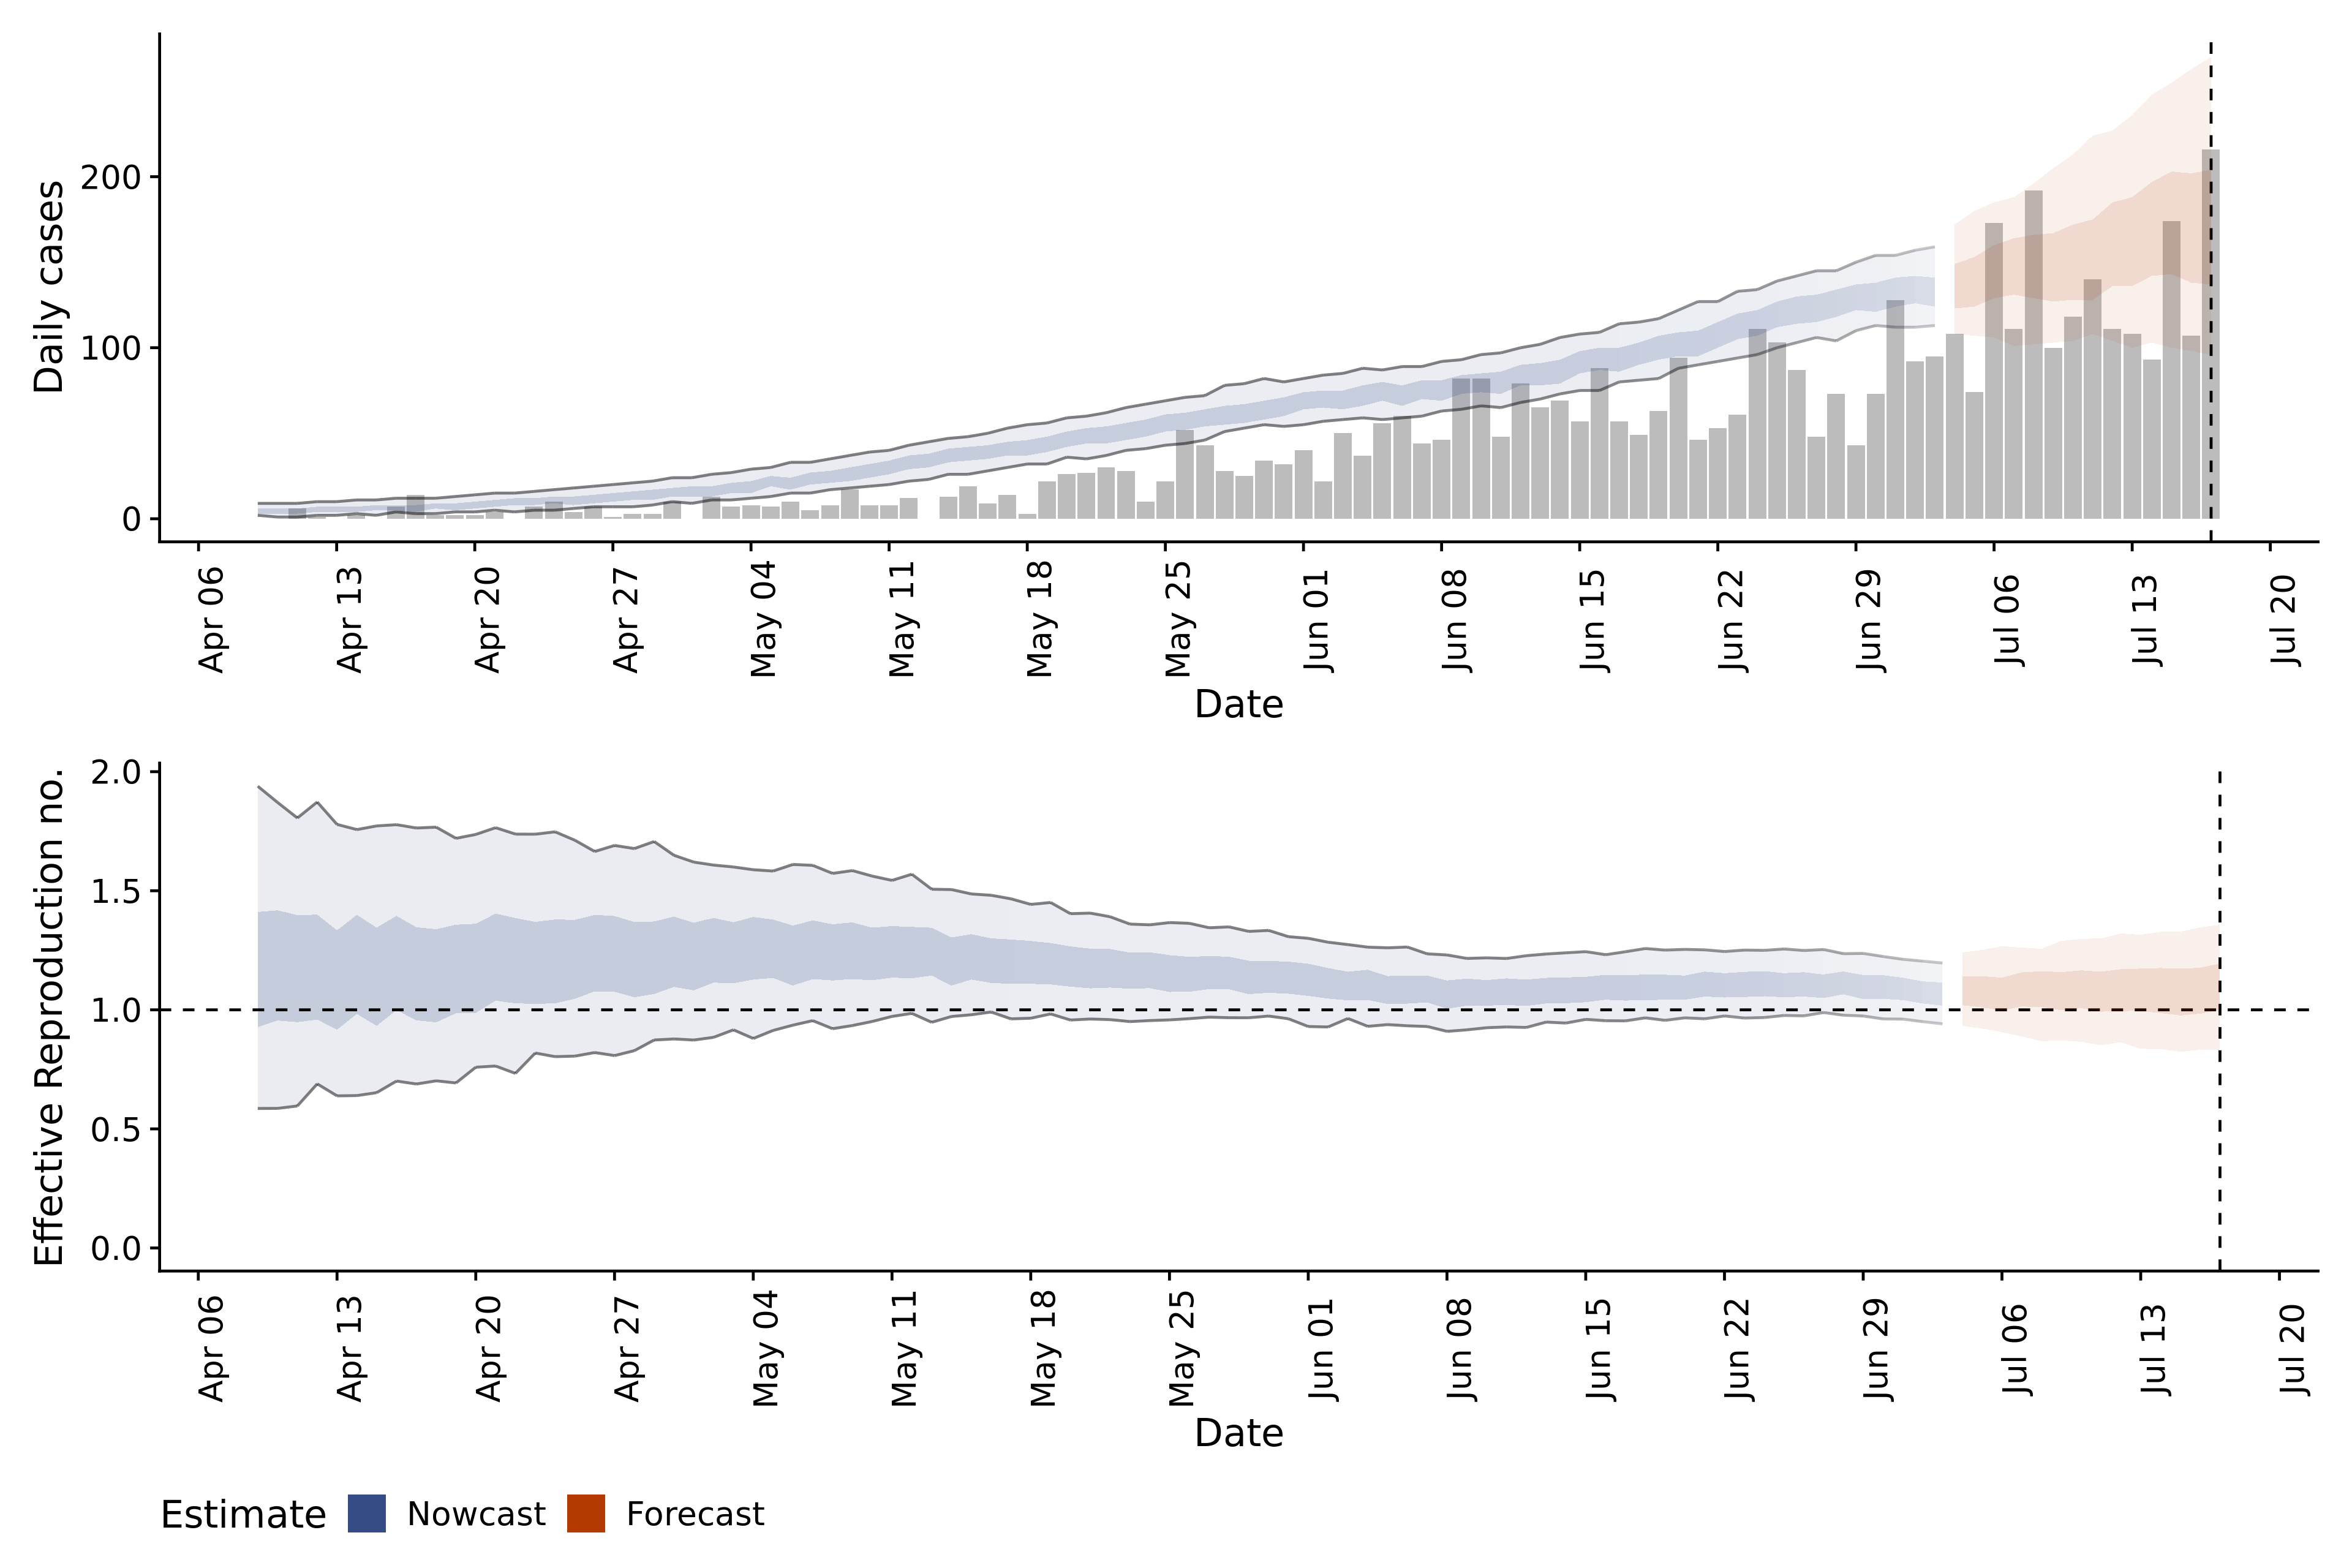 Daily cases
200
100
0
Apr 06 Apr 13 Apr 20 Apr 27 May 04 May 11 May 18 May 25 Jun 01 Jun 08 Jun 15 Jun 22 Jun 29 Jul 06 Jul 13 Jul 20
Date
Effective Reproduction no.
2.0
1.5
1.0
0.5
0.0
Apr 06 Apr 13 Apr 20 Apr 27 May 04 May 11 May 18 May 25 Jun 01 Jun 08 Jun 15 Jun 22 Jun 29 Jul 06 Jul 13 Jul 20
Date
Estimate Nowcast Forecast